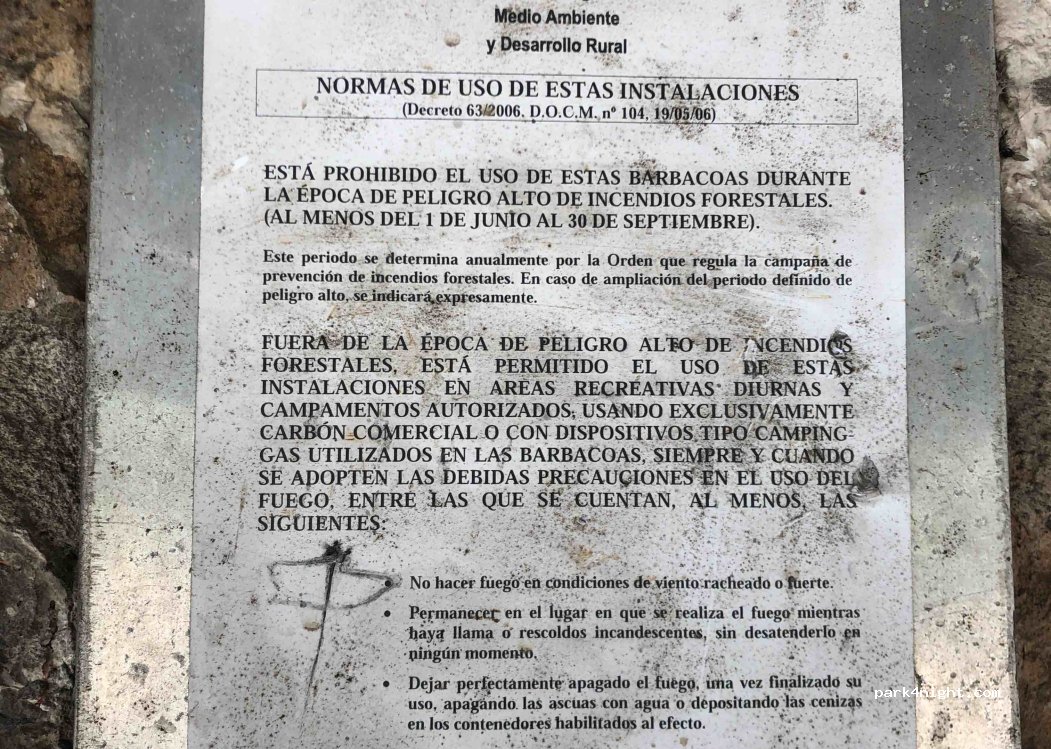 Medio Ambiente
y Desarrollo Rural
NORMAS DE USO DE ESTAS INSTALACIONES
(Decreto 63/2006. D.O.C.M. nº 104, 19/05/06)
ESTÁ PROHIBIDO EL USO DE ESTAS BARBACOAS DURANTE
LA ÉPOCA DE PELIGRO ALTO DE INCENDIOS FORESTALES.
(AL MENOS DEL 1 DE JUNIO AL 30 DE SEPTIEMBRE).
Este periodo se determina anualmente por la Orden que regula la campaña de
prevención de incendios forestales. En caso de ampliación del periodo definido de
peligro alto, se indicará expresamente.
FUERA DE LA ÉPOCA DE PELIGRO ALTO DE INCENDIOS
FORESTALES, ESTÁ PERMITIDO EL USO DE ESTAS
INSTALACIONES EN AREAS RECREATIVAS DIURNAS Y
CAMPAMENTOS AUTORIZADOS, USANDO EXCLUSIVAMENTE
CARBÓN COMERCIAL O CON DISPOSITIVOS TIPO CAMPING-
GAS UTILIZADOS EN LAS BARBACOAS, SIEMPRE Y CUANDO
SE ADOPTEN LAS DEBIDAS PRECAUCIONES EN EL USO DEL
FUEGO, ENTRE LAS QUE SE CUENTAN, AL MENOS, LAS
SIGUIENTES:
• No hacer fuego en condiciones de viento racheado o fuerte.
• Permanecer en el lugar en que se realiza el fuego mientras
haya llama o rescoldos incandescentes, sin desatenderlo en
ningún momento.
• Dejar perfectamente apagado el fuego, una vez finalizado su
uso, apagando las ascuas con agua o depositando las cenizas
en los contenedores habilitados al efecto.
park4night.com